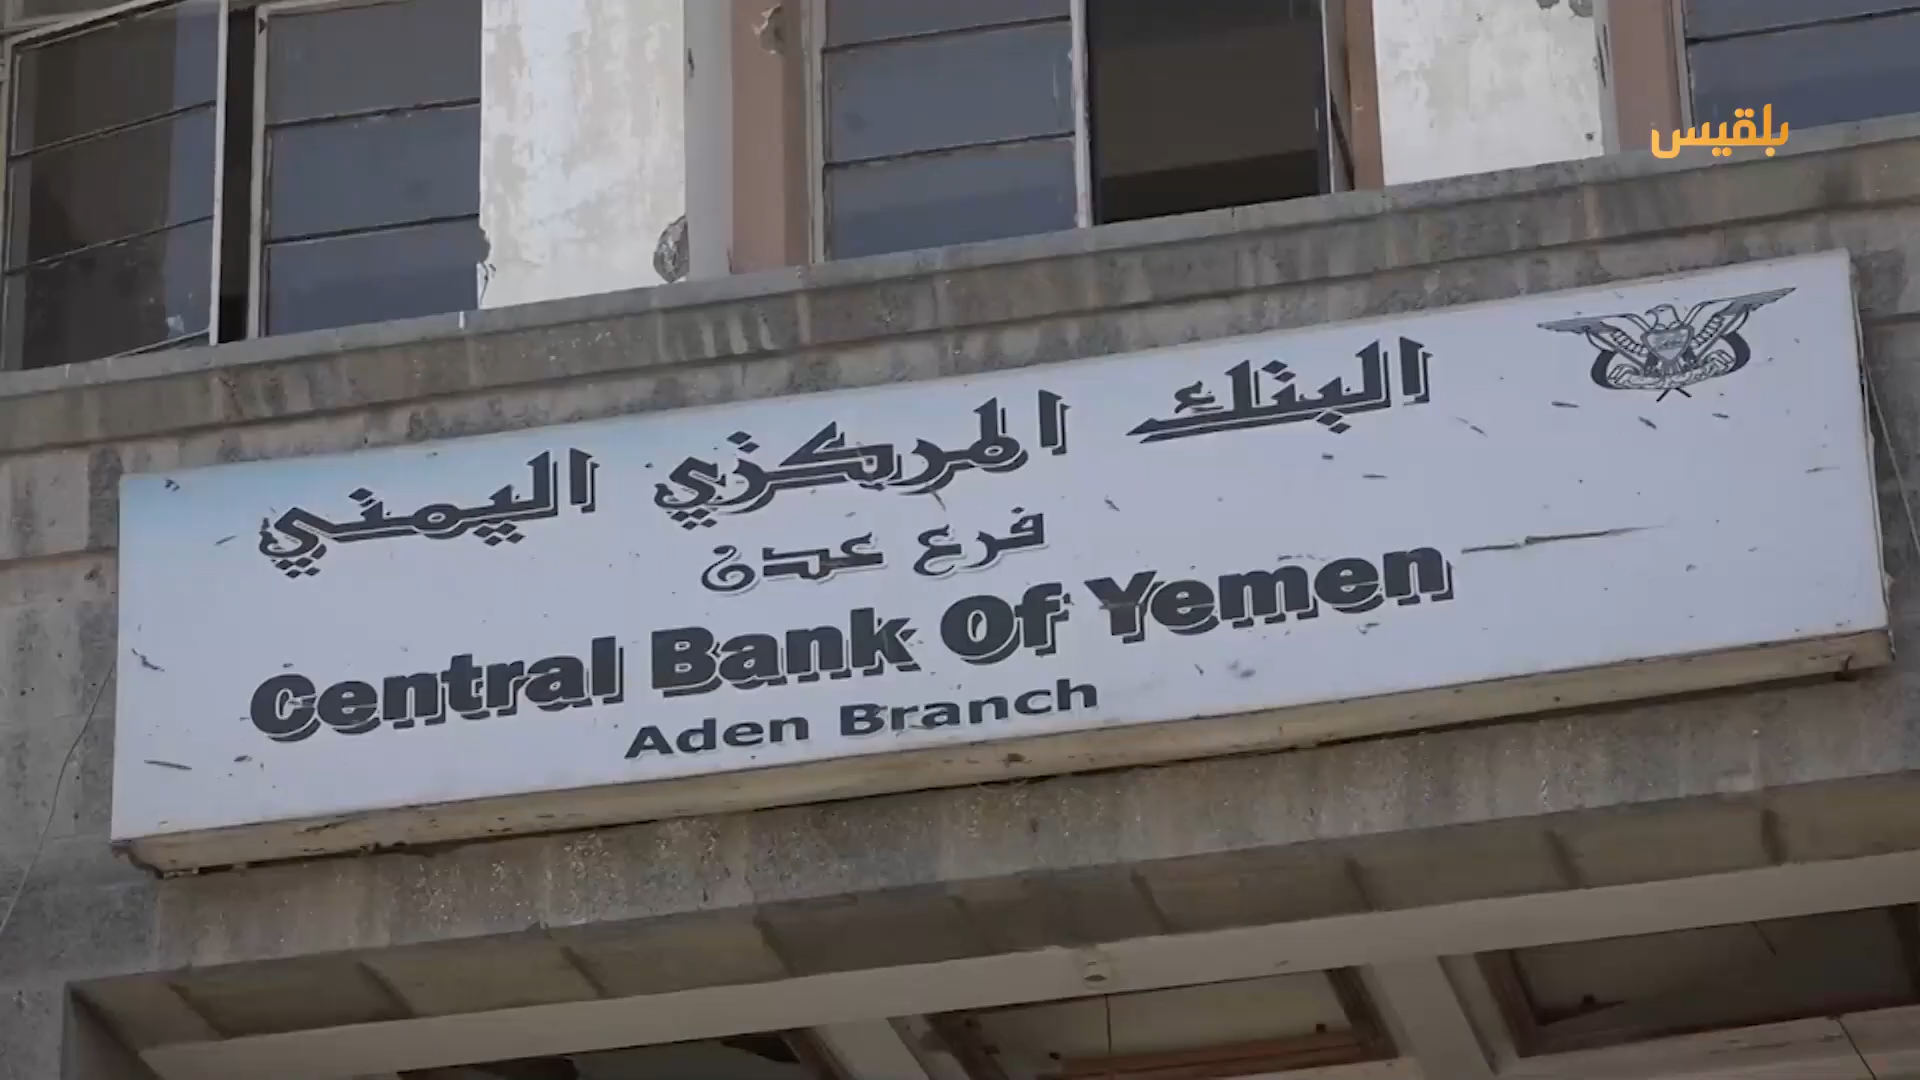 بلقيس
البنك المركزي اليمني
فرع عدن
Central Bank Of Yemen
Aden Branch